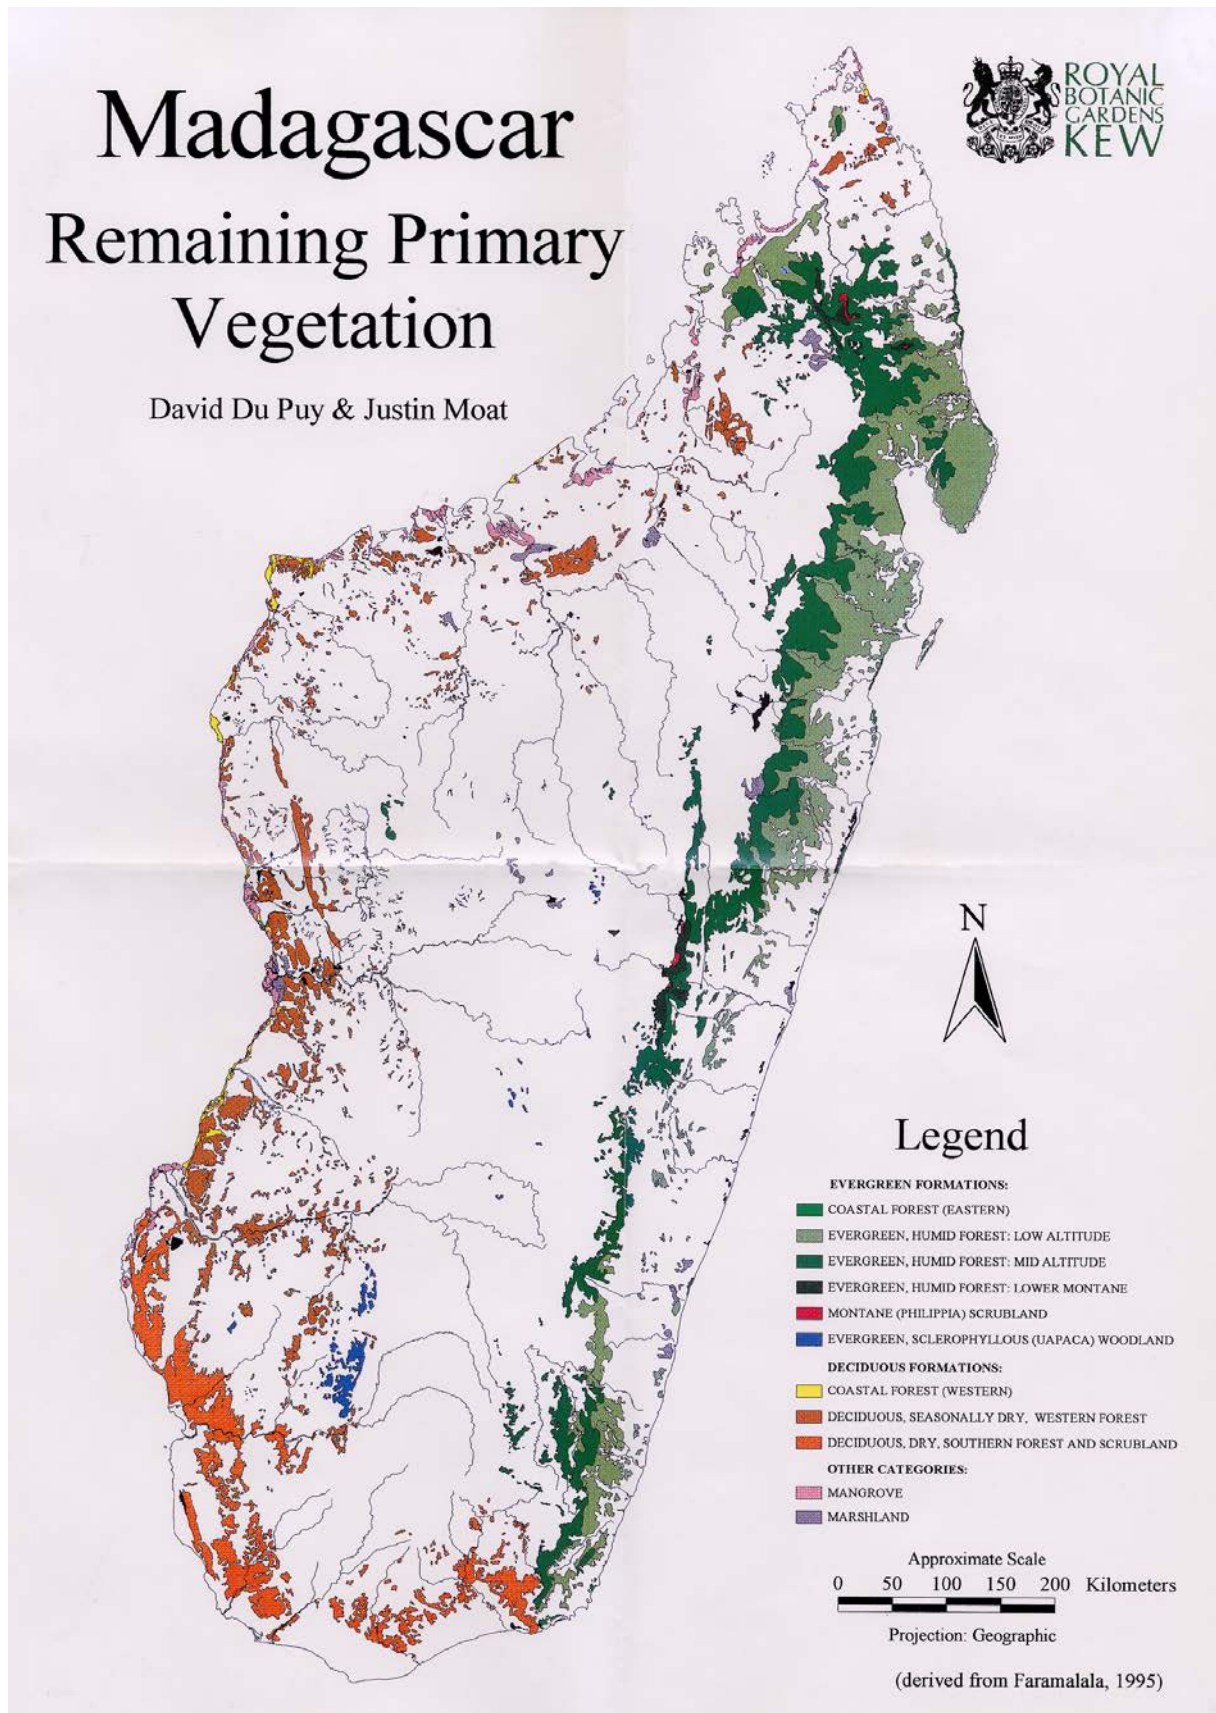 Madagascar
Remaining Primary
Vegetation
David Du Puy & Justin Moat
ROYAL
BOTANIC
GARDENS
KEW
N
Legend
EVERGREEN FORMATIONS:
COASTAL FOREST (EASTERN)
EVERGREEN, HUMID FOREST: LOW ALTITUDE
EVERGREEN, HUMID FOREST: MID ALTITUDE
EVERGREEN, HUMID FOREST: LOWER MONTANE
MONTANE (PHILIPPIA) SCRUBLAND
EVERGREEN, SCLEROPHYLLOUS (UAPACA) WOODLAND
DECIDUOUS FORMATIONS:
COASTAL FOREST (WESTERN)
DECIDUOUS, SEASONALLY DRY, WESTERN FOREST
DECIDUOUS, DRY, SOUTHERN FOREST AND SCRUBLAND
OTHER CATEGORIES:
MANGROVE
MARSHLAND
Approximate Scale
0 50 100 150 200 Kilometers
Projection: Geographic
(derived from Faramalala, 1995)